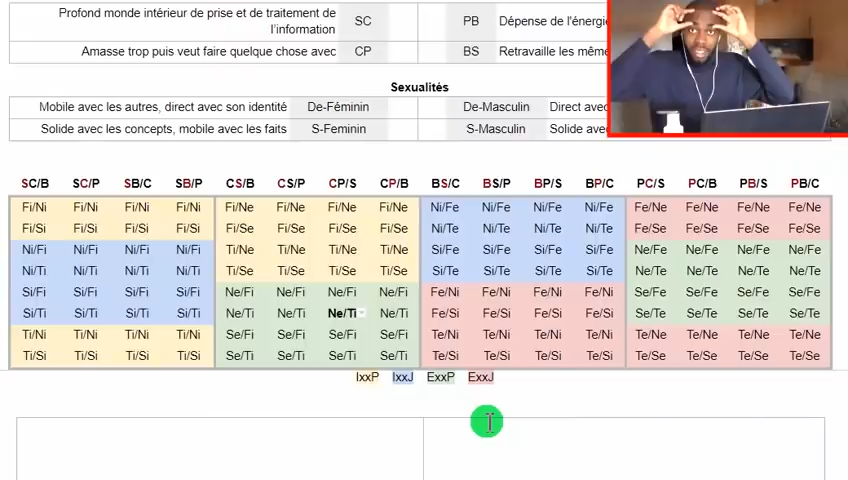 Profond monde intérieur de prise et de traitement de SC PB Dépense de l'énergie
l'information
Amasse trop puis veut faire quelque chose avec CP BS Retravaille les même
Sexualités
Mobile avec les autres, direct avec son identité De-Féminin De-Masculin Direct avec
Solide avec les concepts, mobile avec les faits S-Feminin S-Masculin Solide avec
SC/B SC/P SB/C SB/P CS/B CS/P CP/S CP/B BS/C BS/P BP/S BP/C PC/S PC/B PB/S PB/C
Fi/Ni Fi/Ni Fi/Ni Fi/Ni Fi/Ne Fi/Ne Fi/Ne Fi/Ne Ni/Fe Ni/Fe Ni/Fe Ni/Fe Fe/Ne Fe/Ne Fe/Ne Fe/Ne
Fi/Si Fi/Si Fi/Si Fi/Si Fi/Se Fi/Se Fi/Se Fi/Se Ni/Te Ni/Te Ni/Te Ni/Te Fe/Se Fe/Se Fe/Se Fe/Se
Ni/Fi Ni/Fi Ni/Fi Ni/Fi Ti/Ne Ti/Ne Ti/Ne Ti/Ne Si/Fe Si/Fe Si/Fe Si/Fe Ne/Fe Ne/Fe Ne/Fe Ne/Fe
Ni/Ti Ni/Ti Ni/Ti Ni/Ti Ti/Se Ti/Se Ti/Se Ti/Se Si/Te Si/Te Si/Te Si/Te Ne/Te Ne/Te Ne/Te Ne/Te
Si/Fi Si/Fi Si/Fi Si/Fi Ne/Fi Ne/Fi Ne/Fi Ne/Fi Fe/Ni Fe/Ni Fe/Ni Fe/Ni Se/Fe Se/Fe Se/Fe Se/Fe
Si/Ti Si/Ti Si/Ti Si/Ti Ne/Ti Ne/Ti Ne/Ti Ne/Ti Fe/Si Fe/Si Fe/Si Fe/Si Se/Te Se/Te Se/Te Se/Te
Ti/Ni Ti/Ni Ti/Ni Ti/Ni Se/Fi Se/Fi Se/Fi Se/Fi Te/Ni Te/Ni Te/Ni Te/Ni Te/Ne Te/Ne Te/Ne Te/Ne
Ti/Si Ti/Si Ti/Si Ti/Si Se/Ti Se/Ti Se/Ti Se/Ti Te/Si Te/Si Te/Si Te/Si Te/Se Te/Se Te/Se Te/Se
IxxP IxxJ ExxP ExxJ